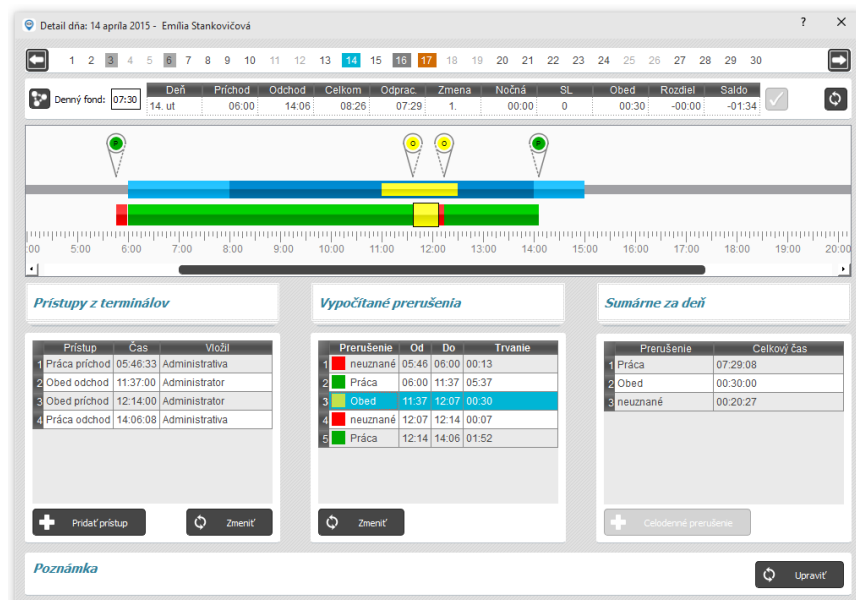 Detail dňa: 14 apríla 2015 - Emília Stankovičová ? X
1 2 3 4 5 6 7 8 9 10 11 12 13 14 15 16 17 18 19 20 21 22 23 24 25 26 27 28 29 30
Denný fond: 07:30
Deň Príchod Odchod Celkom Odprac. Zmena Nočná SL Obed Rozdiel Saldo
14. ut 06:00 14:06 08:26 07:29 1. 00:00 0 00:30 -00:00 -01:34
P O O P
:00 5:00 6:00 7:00 8:00 9:00 10:00 11:00 12:00 13:00 14:00 15:00 16:00 17:00 18:00 19:00 20:00
Prístupy z terminálov
Prístup Čas Vložil
1 Práca príchod 05:46:33 Administratíva
2 Obed odchod 11:37:00 Administrator
3 Obed príchod 12:14:00 Administrator
4 Práca odchod 14:06:08 Administratíva
Pridať prístup
Zmeniť
Vypočítané prerušenia
Prerušenie Od Do Trvanie
1 neuznané 05:46 06:00 00:13
2 Práca 06:00 11:37 05:37
3 Obed 11:37 12:07 00:30
4 neuznané 12:07 12:14 00:07
5 Práca 12:14 14:06 01:52
Zmeniť
Sumárne za deň
Prerušenie Celkový čas
1 Práca 07:29:08
2 Obed 00:30:00
3 neuznané 00:20:27
Celodenné prerušenie
Poznámka
Upraviť